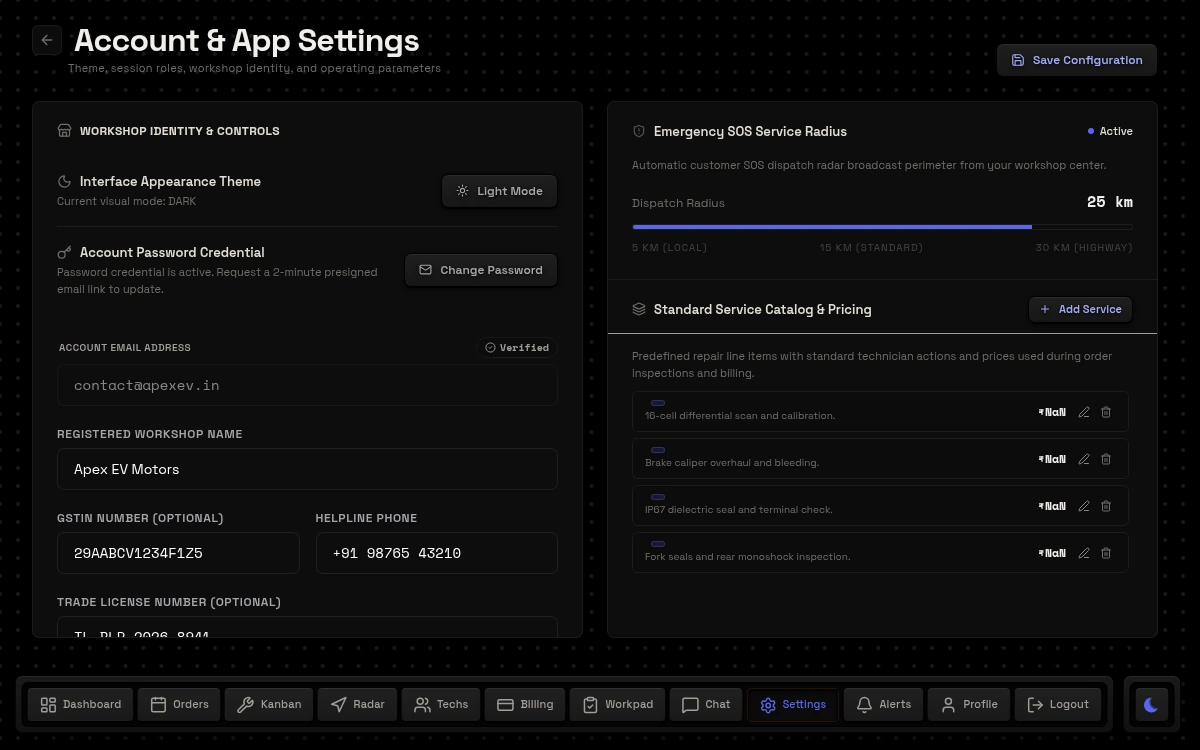 Account & App Settings
Theme, session roles, workshop identity, and operating parameters
Save Configuration
WORKSHOP IDENTITY & CONTROLS
Interface Appearance Theme
Current visual mode: DARK
Light Mode
Account Password Credential
Password credential is active. Request a 2-minute presigned
email link to update.
Change Password
ACCOUNT EMAIL ADDRESS
Verified
contact@apexev.in
REGISTERED WORKSHOP NAME
Apex EV Motors
GSTIN NUMBER (OPTIONAL)
HELPLINE PHONE
29AABCV1234F1Z5
+91 98765 43210
TRADE LICENSE NUMBER (OPTIONAL)
TL-BLR-2026-8941
Emergency SOS Service Radius
Active
Automatic customer SOS dispatch radar broadcast perimeter from your workshop center.
Dispatch Radius
25 km
5 KM (LOCAL)
15 KM (STANDARD)
30 KM (HIGHWAY)
Standard Service Catalog & Pricing
Add Service
Predefined repair line items with standard technician actions and prices used during order
inspections and billing.
16-cell differential scan and calibration.
₹NaN
Brake caliper overhaul and bleeding.
₹NaN
IP67 dielectric seal and terminal check.
₹NaN
Fork seals and rear monoshock inspection.
₹NaN
Dashboard
Orders
Kanban
Radar
Techs
Billing
Workpad
Chat
Settings
Alerts
Profile
Logout